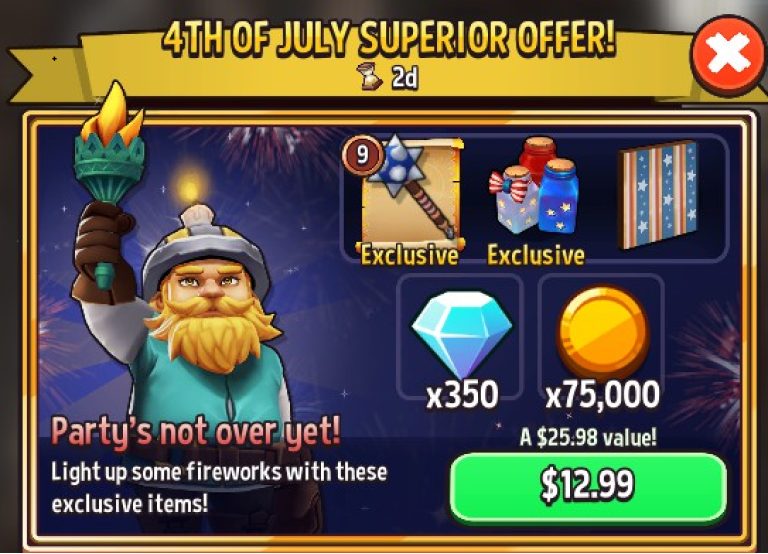 4TH OF JULY SUPERIOR OFFER!
2d
9
Exclusive
Exclusive
x350
x75,000
Party's not over yet!
Light up some fireworks with these
exclusive items!
A $25.98 value!
$12.99